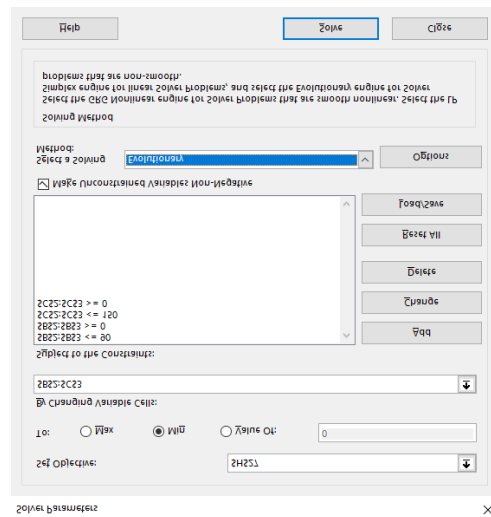 Solver Parameters
Set Objective: $H$27
To: Max Min Value Of: 0
By Changing Variable Cells:
$B$2:$C$3
Subject to the Constraints:
$B$2:$B$3 <= 90
$B$2:$B$3 >= 0
$C$2:$C$3 <= 150
$C$2:$C$3 >= 0
Add
Change
Delete
Reset All
Load/Save
Make Unconstrained Variables Non-Negative
Select a Solving
Method:
Evolutionary
Options
Solving Method
Select the GRG Nonlinear engine for Solver Problems that are smooth nonlinear. Select the LP
Simplex engine for linear Solver Problems, and select the Evolutionary engine for Solver
problems that are non-smooth.
Help Solve Close